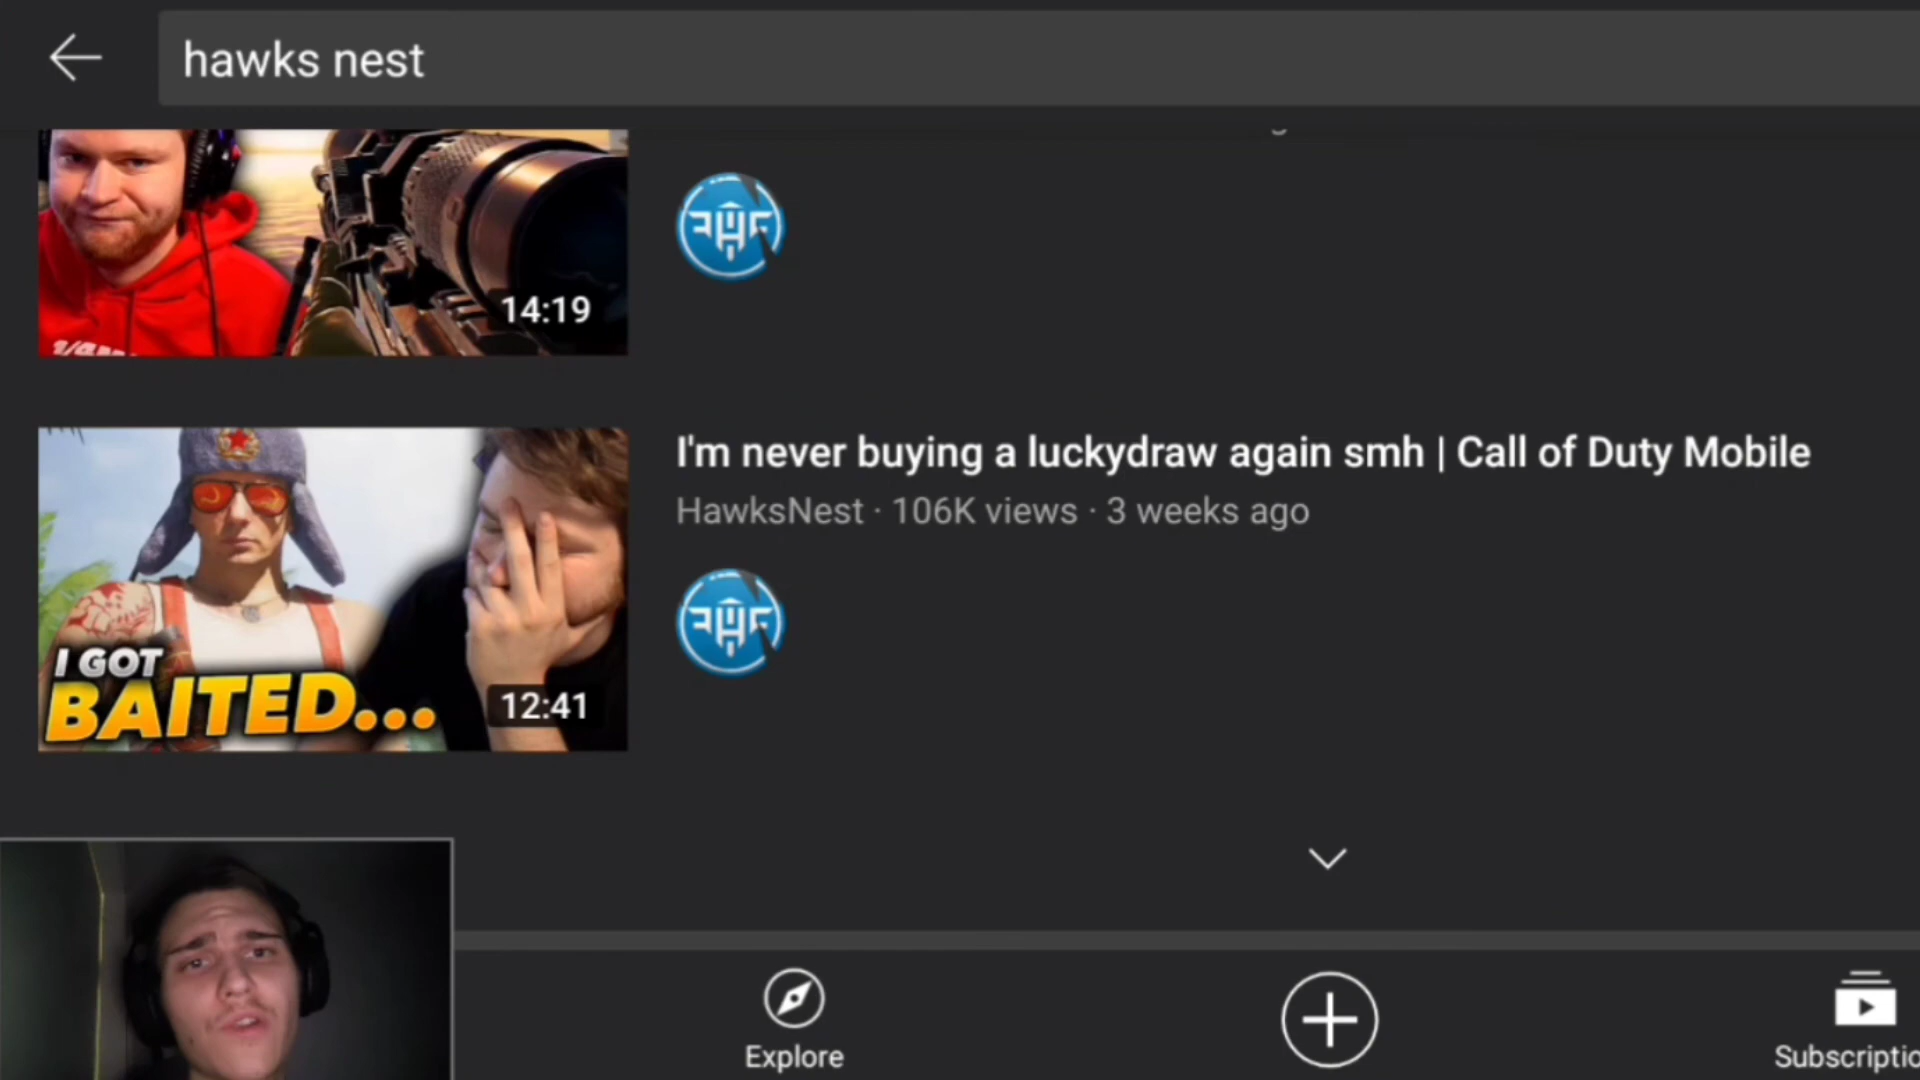 hawks nest
14:19
I'm never buying a luckydraw again smh | Call of Duty Mobile
HawksNest · 106K views · 3 weeks ago
I GOT
BAITED...
12:41
Explore
Subscriptio